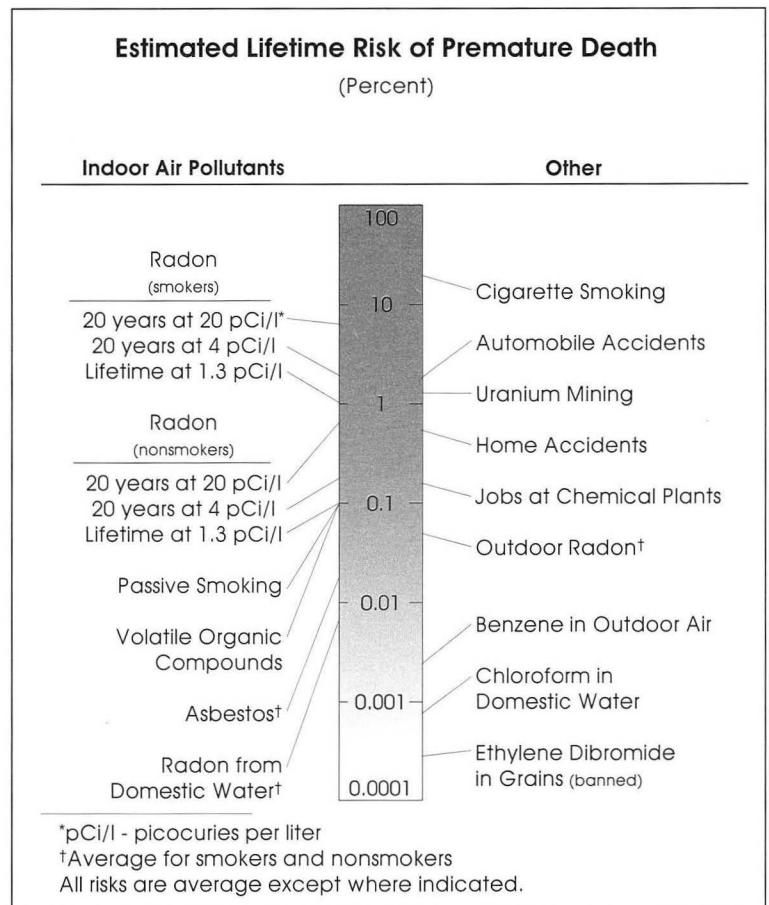 Estimated Lifetime Risk of Premature Death
(Percent)
Indoor Air Pollutants
Other
Radon
(smokers)
20 years at 20 pCi/l*
20 years at 4 pCi/l
Lifetime at 1.3 pCi/l
Radon
(nonsmokers)
20 years at 20 pCi/l
20 years at 4 pCi/l
Lifetime at 1.3 pCi/l
Passive Smoking
Volatile Organic
Compounds
Asbestos†
Radon from
Domestic Water†
100
10
1
0.1
0.01
0.001
0.0001
Cigarette Smoking
Automobile Accidents
Uranium Mining
Home Accidents
Jobs at Chemical Plants
Outdoor Radon†
Benzene in Outdoor Air
Chloroform in
Domestic Water
Ethylene Dibromide
in Grains (banned)
*pCi/l - picocuries per liter
†Average for smokers and nonsmokers
All risks are average except where indicated.